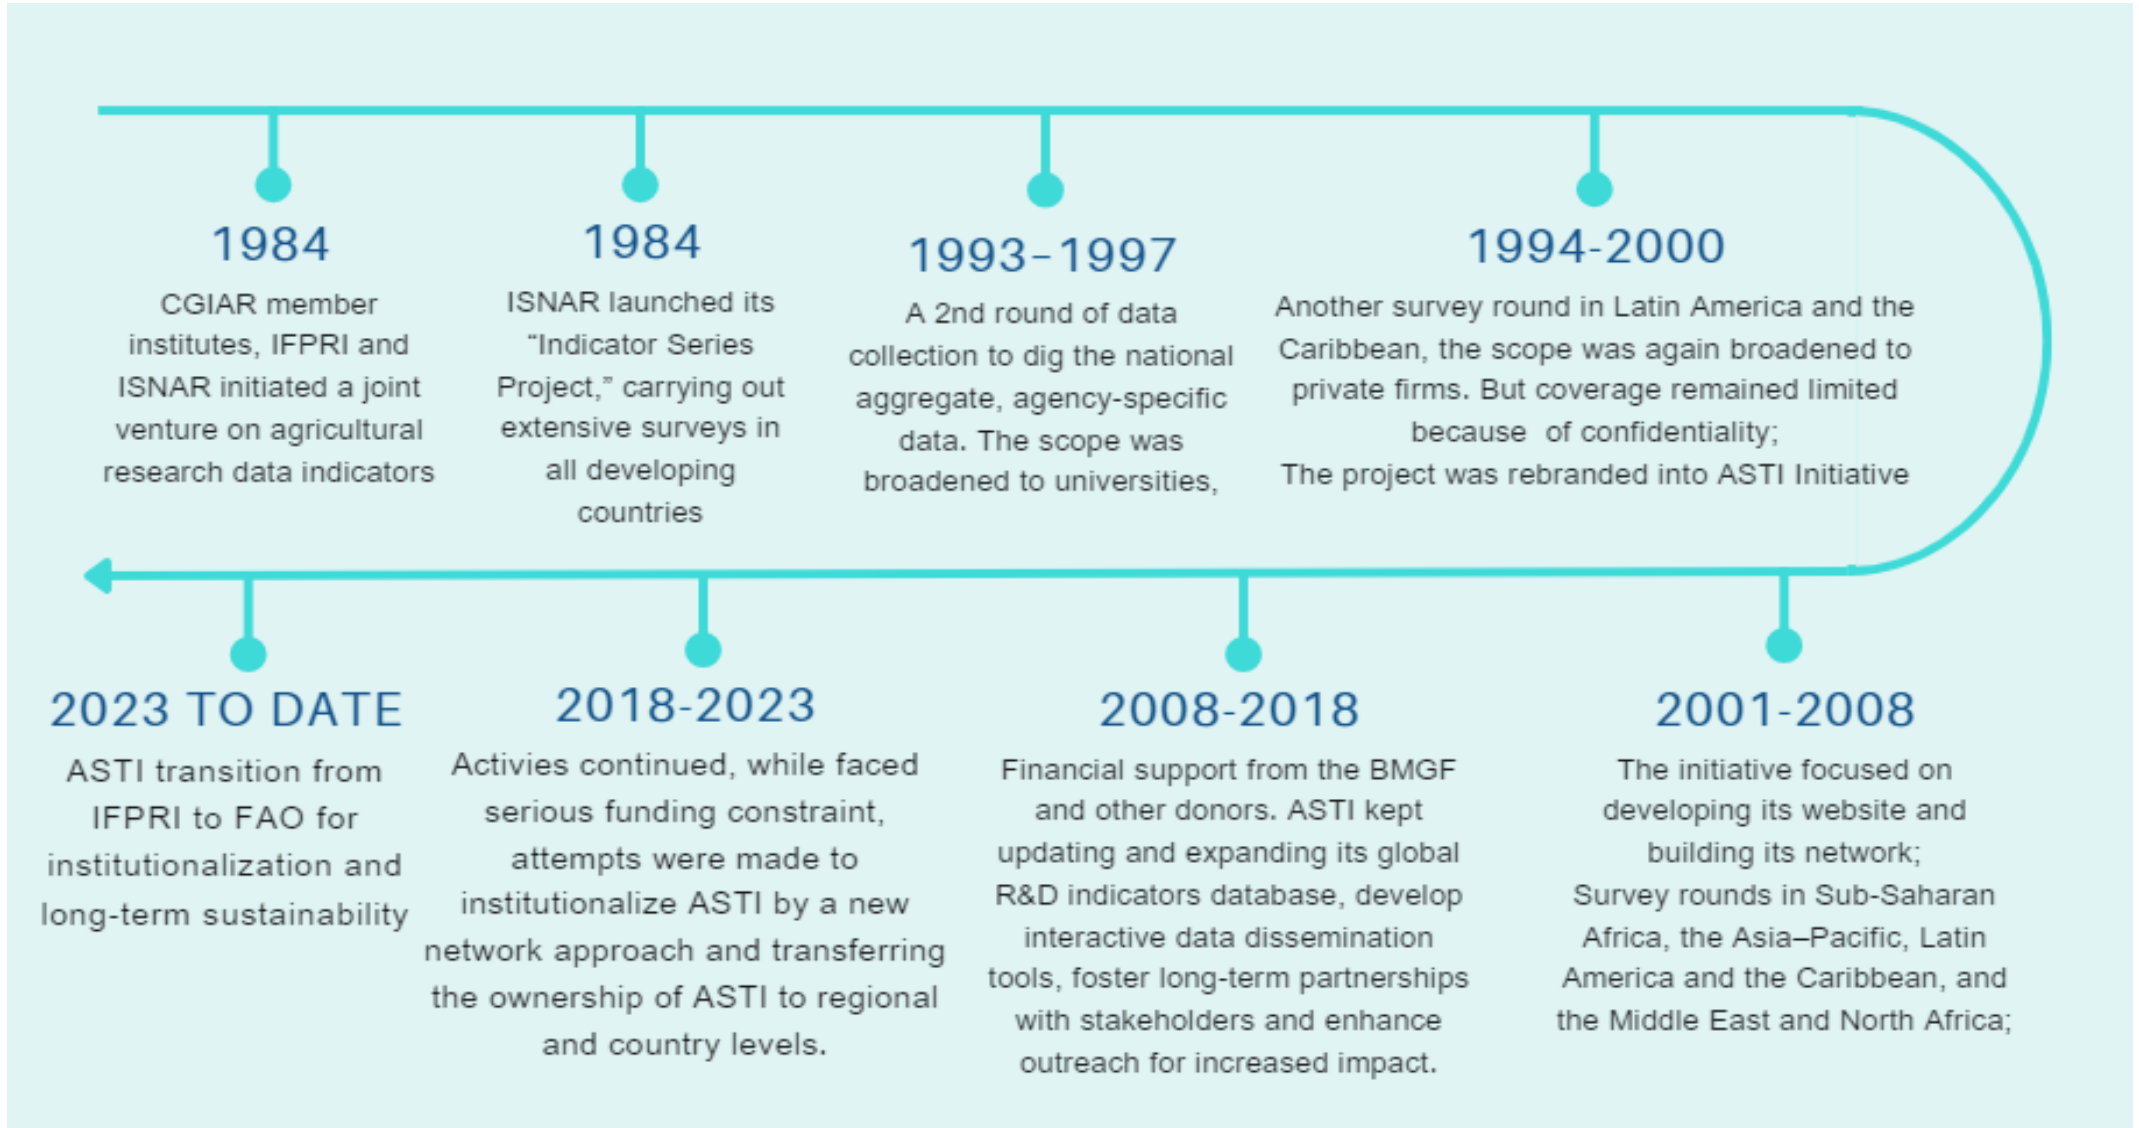 1984
CGIAR member
institutes, IFPRI and
ISNAR initiated a joint
venture on agricultural
research data indicators
1984
ISNAR launched its
“Indicator Series
Project,” carrying out
extensive surveys in
all developing
countries
1993–1997
A 2nd round of data
collection to dig the national
aggregate, agency-specific
data. The scope was
broadened to universities,
1994-2000
Another survey round in Latin America and the
Caribbean, the scope was again broadened to
private firms. But coverage remained limited
because of confidentiality;
The project was rebranded into ASTI Initiative
2001-2008
The initiative focused on
developing its website and
building its network;
Survey rounds in Sub-Saharan
Africa, the Asia–Pacific, Latin
America and the Caribbean, and
the Middle East and North Africa;
2008-2018
Financial support from the BMGF
and other donors. ASTI kept
updating and expanding its global
R&D indicators database, develop
interactive data dissemination
tools, foster long-term partnerships
with stakeholders and enhance
outreach for increased impact.
2018-2023
Activies continued, while faced
serious funding constraint,
attempts were made to
institutionalize ASTI by a new
network approach and transferring
the ownership of ASTI to regional
and country levels.
2023 TO DATE
ASTI transition from
IFPRI to FAO for
institutionalization and
long-term sustainability